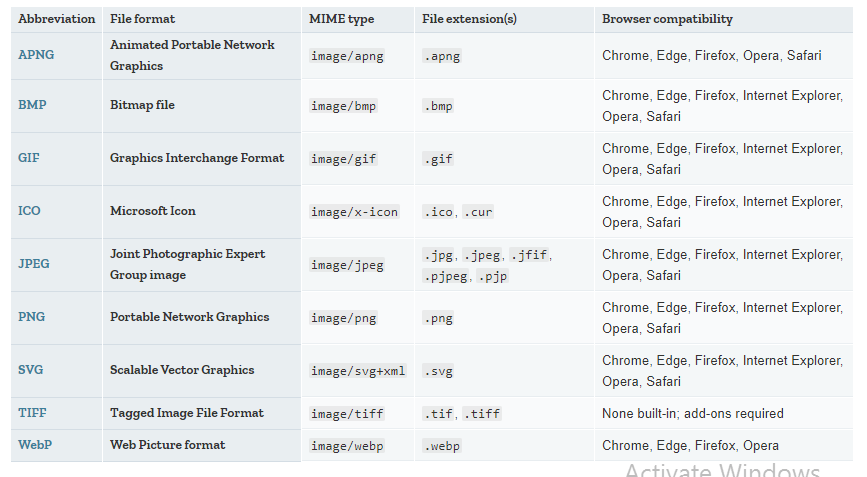 Abbreviation File format MIME type File extension(s) Browser compatibility
APNG Animated Portable Network Graphics image/apng .apng Chrome, Edge, Firefox, Opera, Safari
BMP Bitmap file image/bmp .bmp Chrome, Edge, Firefox, Internet Explorer,
Opera, Safari
GIF Graphics Interchange Format image/gif .gif Chrome, Edge, Firefox, Internet Explorer,
Opera, Safari
ICO Microsoft Icon image/x-icon .ico, .cur Chrome, Edge, Firefox, Internet Explorer,
Opera, Safari
JPEG Joint Photographic Expert Group image image/jpeg .jpg, .jpeg, .jfif, .pjpeg, .pjp Chrome, Edge, Firefox, Internet Explorer,
Opera, Safari
PNG Portable Network Graphics image/png .png Chrome, Edge, Firefox, Internet Explorer,
Opera, Safari
SVG Scalable Vector Graphics image/svg+xml .svg Chrome, Edge, Firefox, Internet Explorer,
Opera, Safari
TIFF Tagged Image File Format image/tiff .tif, .tiff None built-in; add-ons required
WebP Web Picture format image/webp .webp Chrome, Edge, Firefox, Opera
Activate Windows